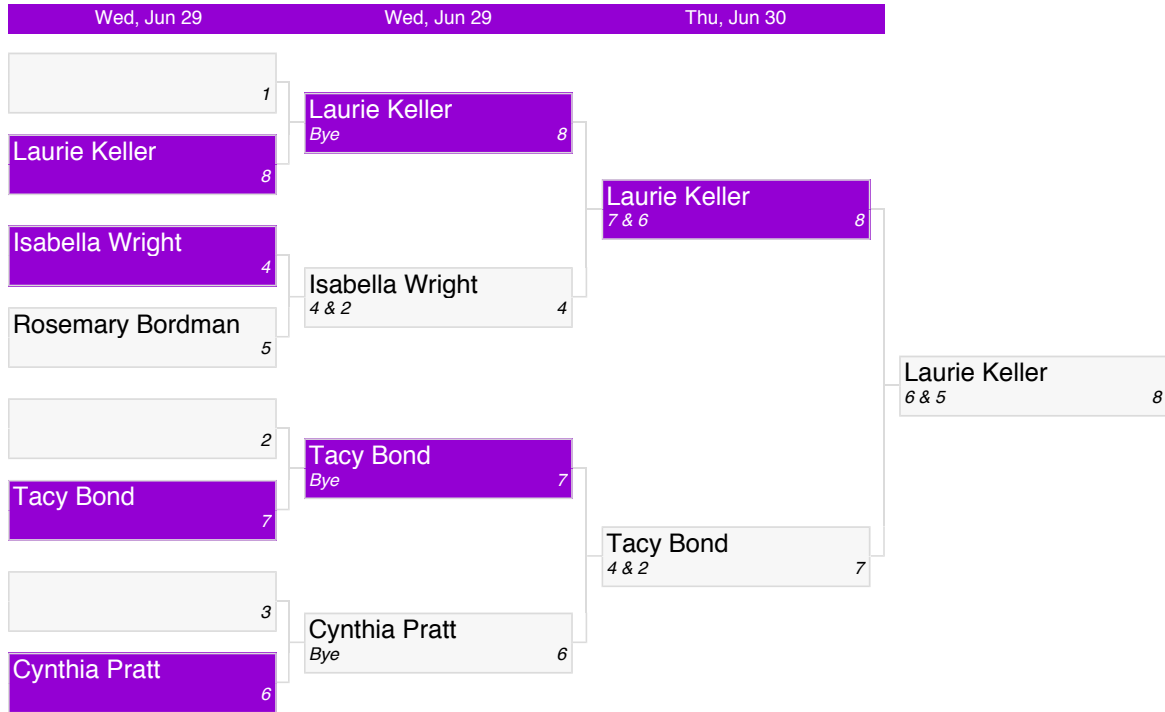 Wed, Jun 29
Wed, Jun 29
Thu, Jun 30
1
Laurie Keller
8
Isabella Wright
4
Rosemary Bordman
5
2
Tacy Bond
7
3
Cynthia Pratt
6
Laurie Keller
Bye 8
Isabella Wright
4 & 2 4
Tacy Bond
Bye 7
Cynthia Pratt
Bye 6
Laurie Keller
7 & 6 8
Tacy Bond
4 & 2 7
Laurie Keller
6 & 5 8